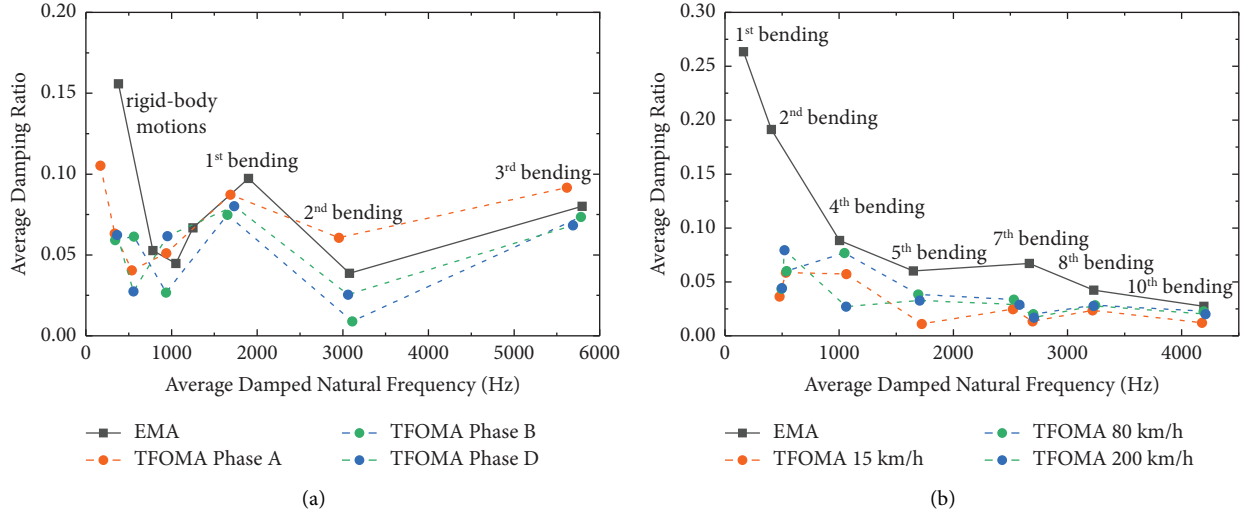 0.20
0.15
0.10
0.05
0.00
Average Damping Ratio
rigid-body
motions
1st bending
2nd bending
3rd bending
0
1000
2000
3000
4000
5000
6000
Average Damped Natural Frequency (Hz)
EMA
TFOMA Phase A
TFOMA Phase B
TFOMA Phase D
(a)
0.30
0.25
0.20
0.15
0.10
0.05
0.00
Average Damping Ratio
1st bending
2nd bending
4th bending
5th bending
7th bending
8th bending
10th bending
0
1000
2000
3000
4000
Average Damped Natural Frequency (Hz)
EMA
TFOMA 15 km/h
TFOMA 80 km/h
TFOMA 200 km/h
(b)